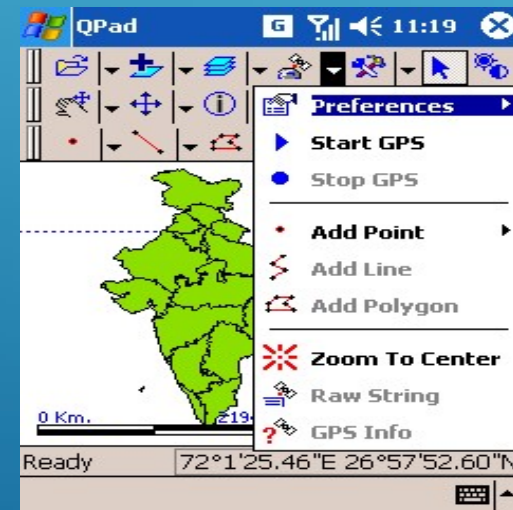 QPad G 11:19
Preferences
Start GPS
Stop GPS
Add Point
Add Line
Add Polygon
Zoom To Center
Raw String
GPS Info
0 Km.
Ready 72°1'25.46"E 26°57'52.60"N